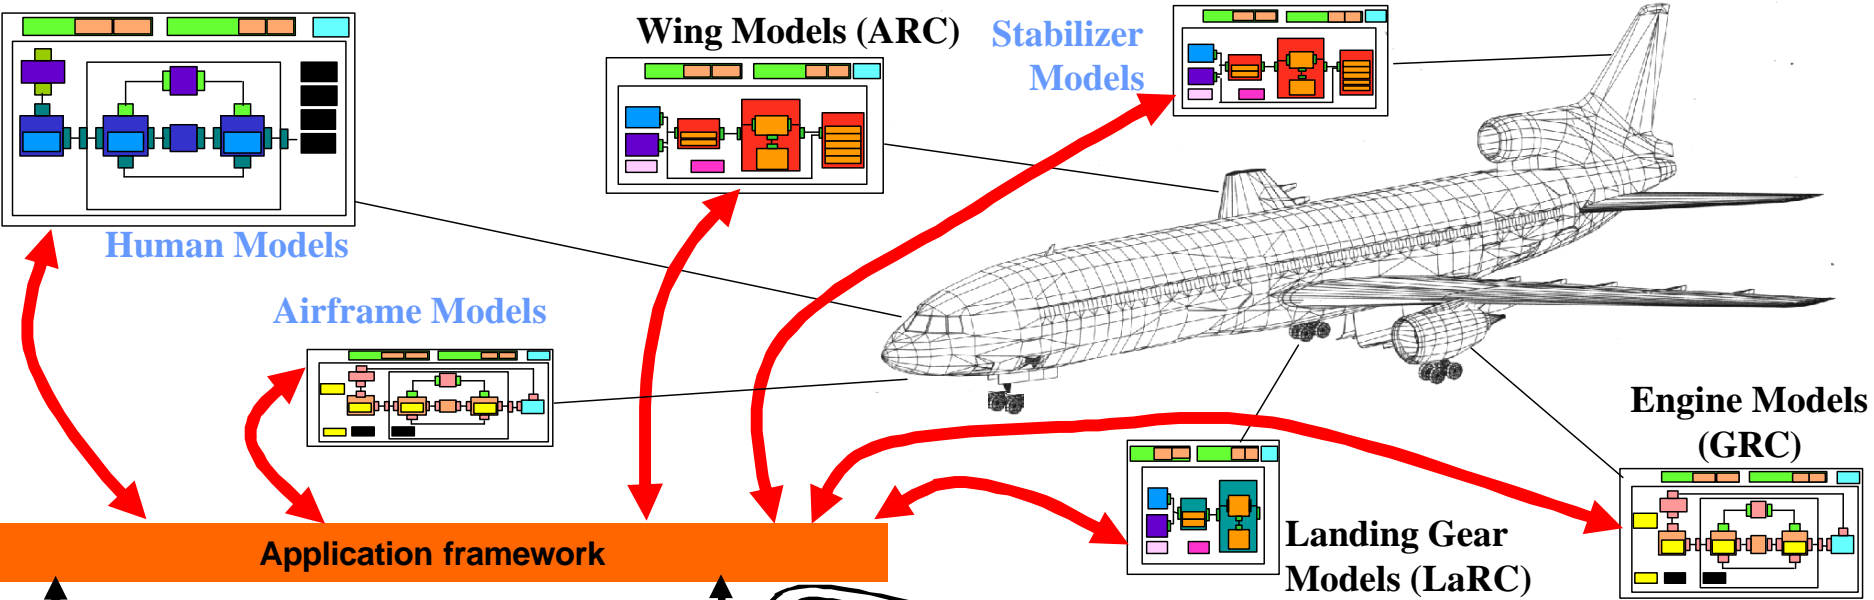 Wing Models (ARC)
Stabilizer
Models
Human Models
Airframe Models
Engine Models
(GRC)
Landing Gear
Models (LaRC)
Application framework